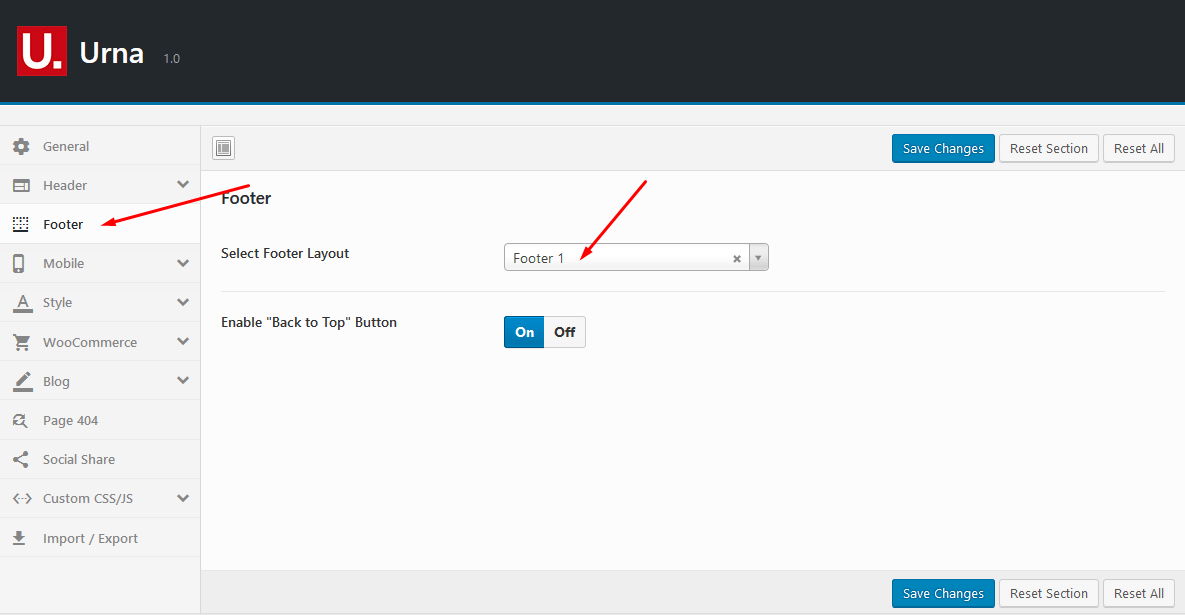 U. Urna 1.0
General
Header
Footer
Mobile
Style
WooCommerce
Blog
Page 404
Social Share
Custom CSS/JS
Import / Export
Save Changes Reset Section Reset All
Footer
Select Footer Layout Footer 1
Enable "Back to Top" Button On Off
Save Changes Reset Section Reset All